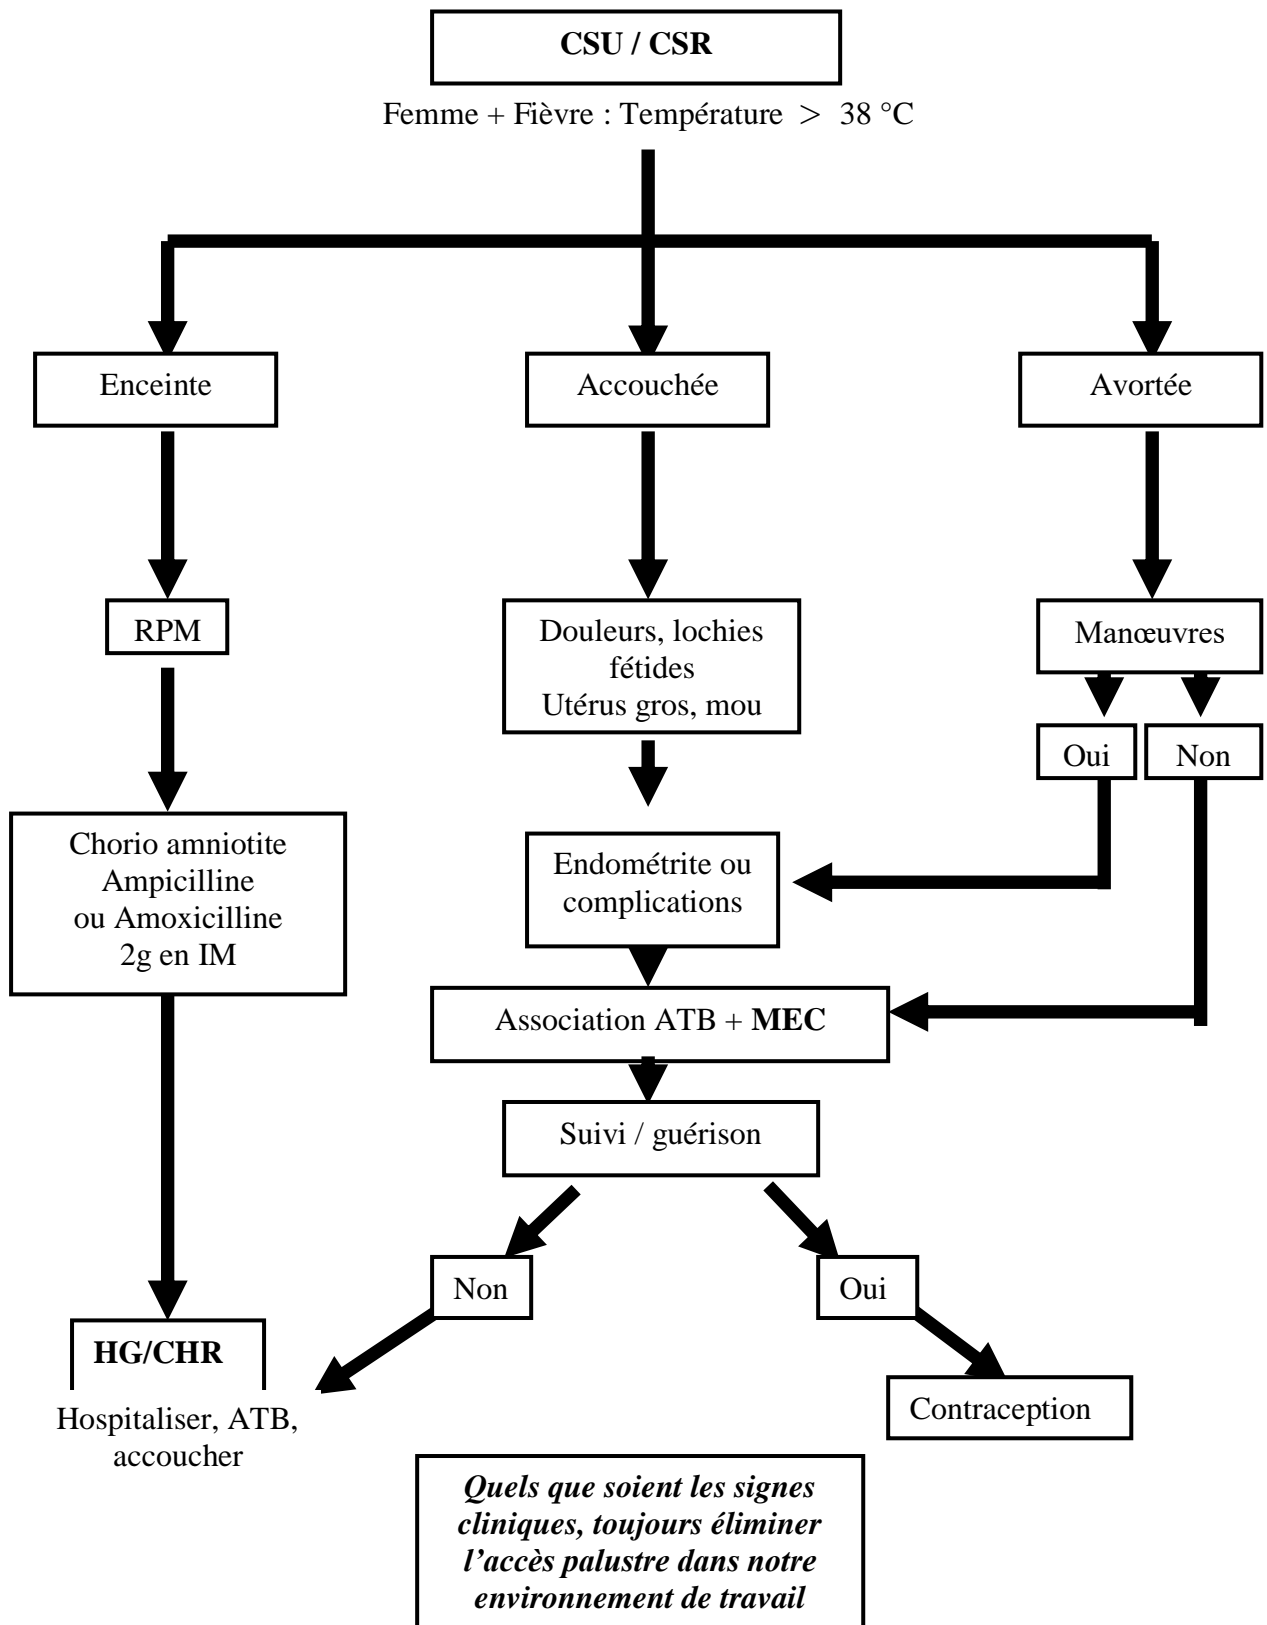 CSU / CSR
Femme + Fièvre : Température > 38 °C
Enceinte
Accouchée
Avortée
RPM
Douleurs, lochies
fétides
Utérus gros, mou
Manœuvres
Oui
Non
Chorio amniotite
Ampicilline
ou Amoxicilline
2g en IM
Endométrite ou
complications
Association ATB + MEC
Suivi / guérison
Non
Oui
HG/CHR
Hospitaliser, ATB,
accoucher
Contraception
Quels que soient les signes
cliniques, toujours éliminer
l’accès palustre dans notre
environnement de travail